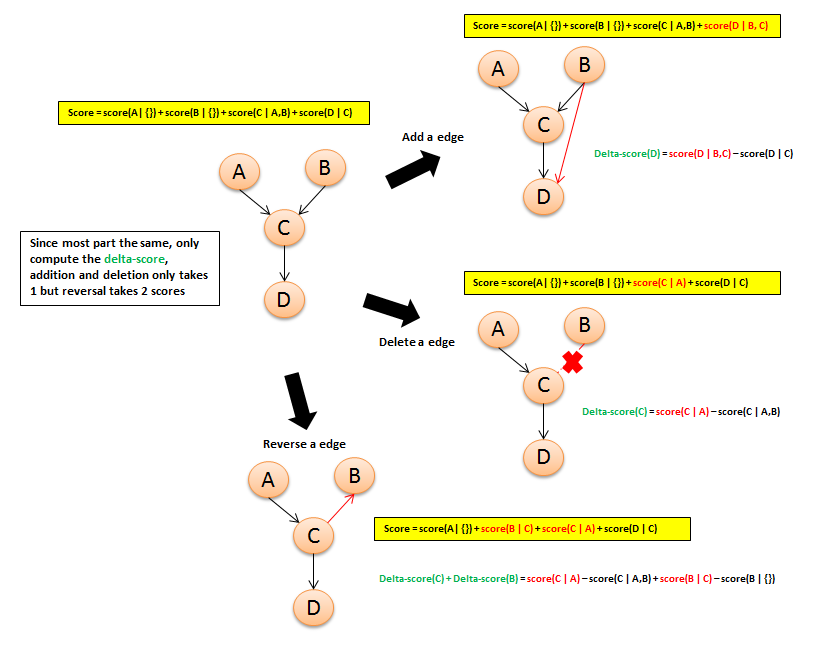 Score = score(A | {}) + score(B | {}) + score(C | A,B) + score(D | B, C)
A
B
C
D
Delta-score(D) = score(D | B,C) – score(D | C)
Score = score(A | {}) + score(B | {}) + score(C | A,B) + score(D | C)
Add a edge
A
B
C
D
Since most part the same, only
compute the delta-score,
addition and deletion only takes
1 but reversal takes 2 scores
Score = score(A | {}) + score(B | {}) + score(C | A) + score(D | C)
Delete a edge
A
B
C
D
Delta-score(C) = score(C | A) – score(C | A,B)
Reverse a edge
A
B
C
D
Score = score(A | {}) + score(B | C) + score(C | A) + score(D | C)
Delta-score(C) + Delta-score(B) = score(C | A) – score(C | A,B) + score(B | C) – score(B | {})